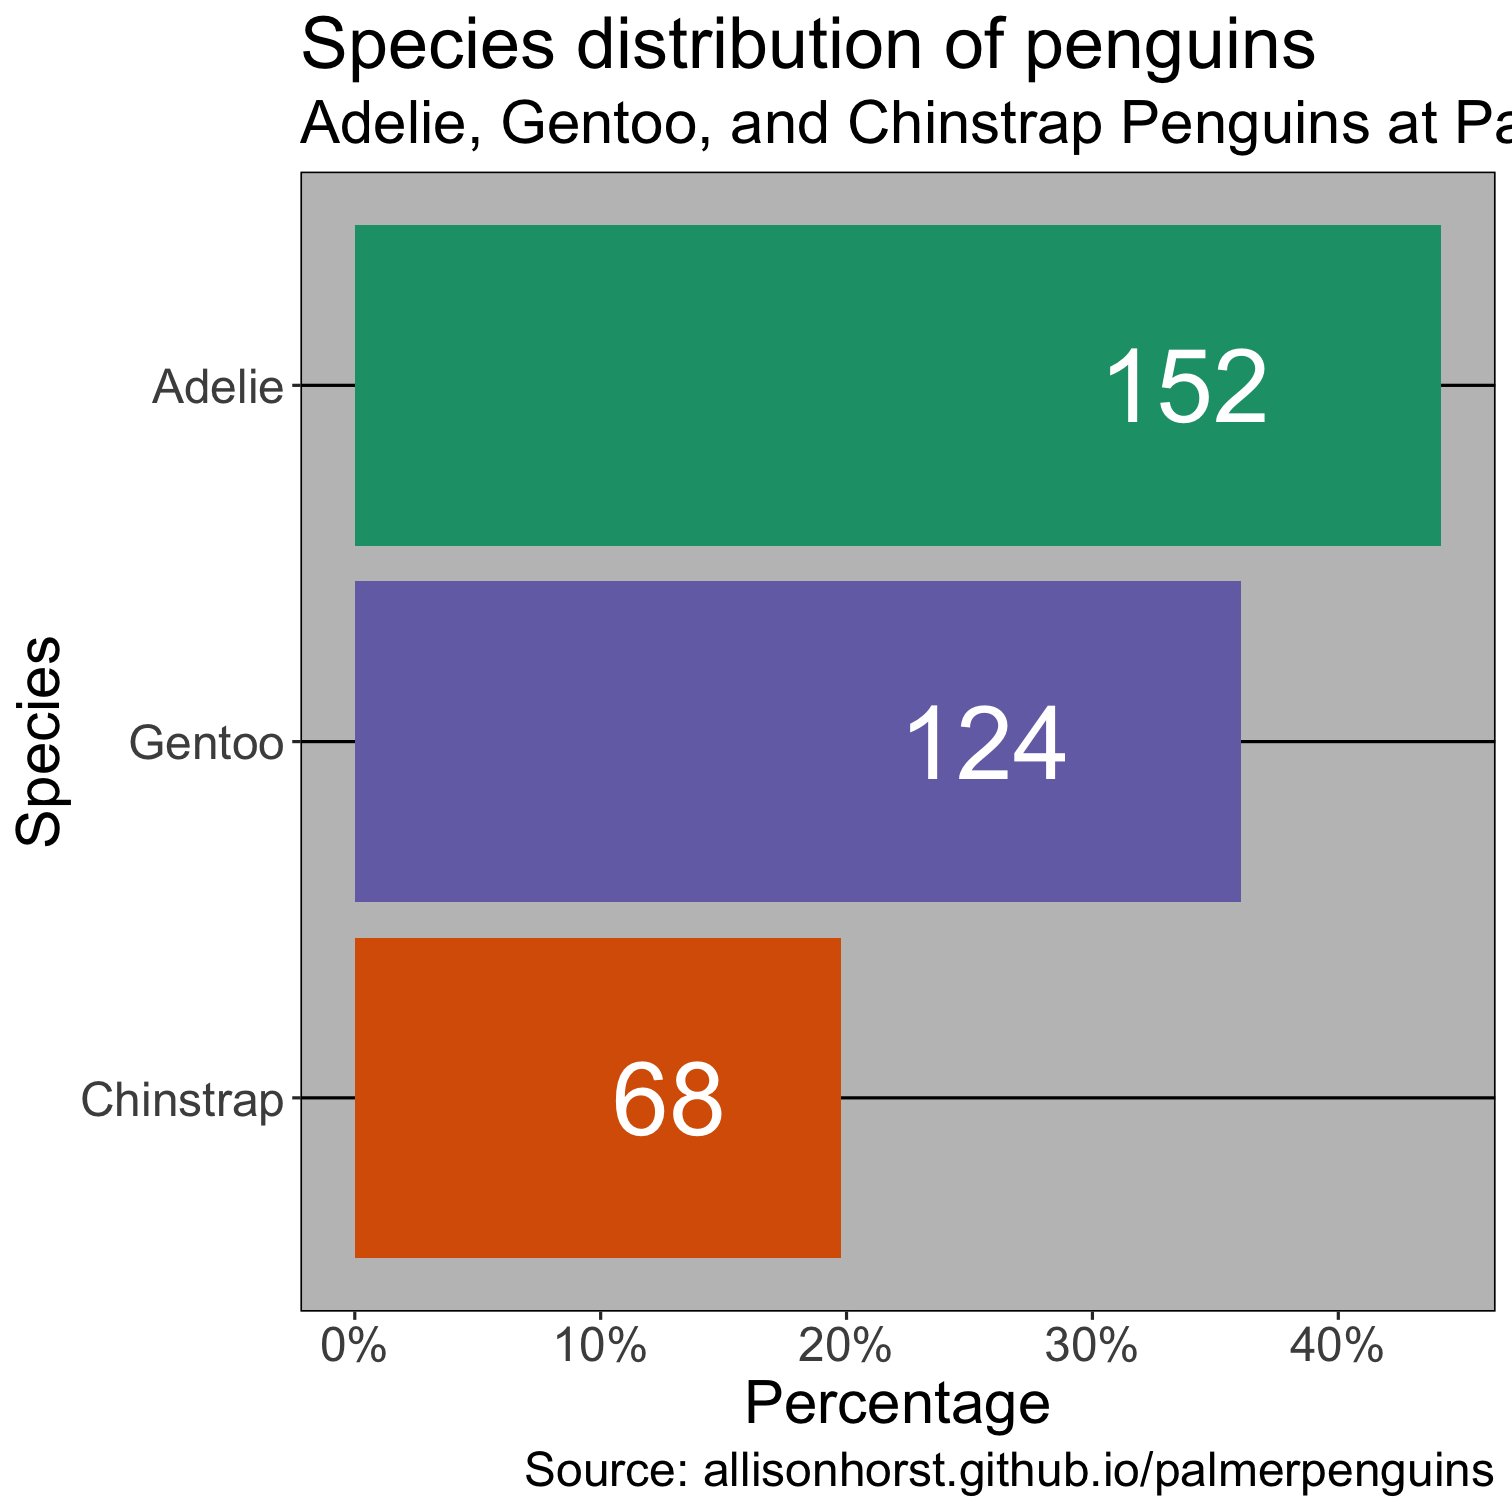 Species distribution of penguins
Adelie, Gentoo, and Chinstrap Penguins at Pa
Species
Adelie
152
Gentoo
124
Chinstrap
68
0% 10% 20% 30% 40%
Percentage
Source: allisonhorst.github.io/palmerpenguins